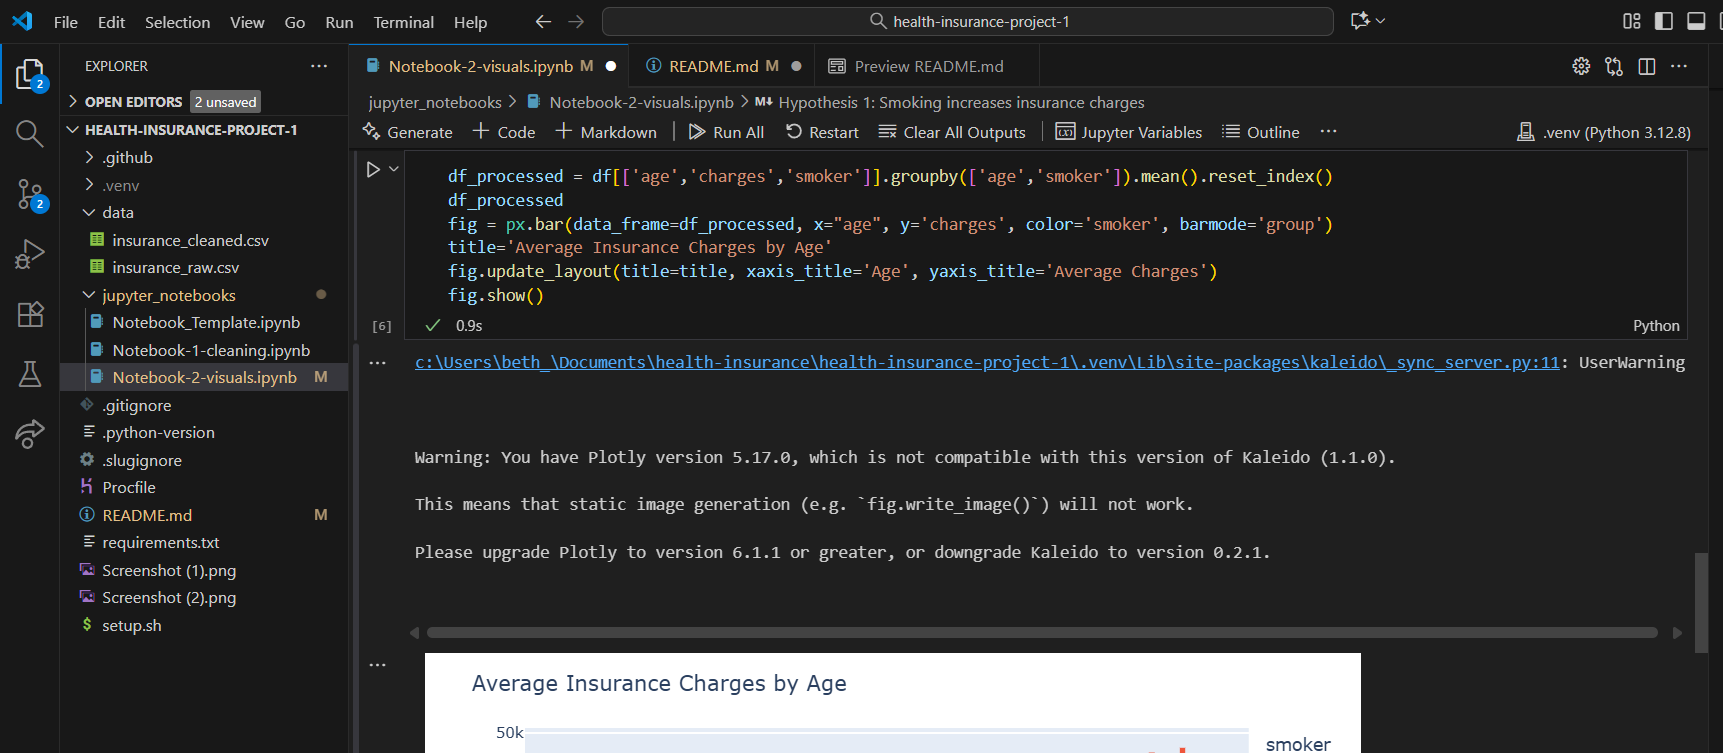 File Edit Selection View Go Run Terminal Help
health-insurance-project-1
EXPLORER
OPEN EDITORS 2 unsaved
HEALTH-INSURANCE-PROJECT-1
.github
.venv
data
insurance_cleaned.csv
insurance_raw.csv
jupyter_notebooks
Notebook_Template.ipynb
Notebook-1-cleaning.ipynb
Notebook-2-visuals.ipynb M
.gitignore
.python-version
.slugignore
Procfile
README.md M
requirements.txt
Screenshot (1).png
Screenshot (2).png
setup.sh
2
2
Notebook-2-visuals.ipynb M README.md M Preview README.md
jupyter_notebooks > Notebook-2-visuals.ipynb > M↓ Hypothesis 1: Smoking increases insurance charges
Generate + Code + Markdown Run All Restart Clear All Outputs Jupyter Variables Outline ... .venv (Python 3.12.8)
df_processed = df[['age','charges','smoker']].groupby(['age','smoker']).mean().reset_index()
df_processed
fig = px.bar(data_frame=df_processed, x="age", y='charges', color='smoker', barmode='group')
title='Average Insurance Charges by Age'
fig.update_layout(title=title, xaxis_title='Age', yaxis_title='Average Charges')
fig.show()
[6] 0.9s Python
c:\Users\beth_\Documents\health-insurance\health-insurance-project-1\.venv\Lib\site-packages\kaleido\_sync_server.py:11: UserWarning
Warning: You have Plotly version 5.17.0, which is not compatible with this version of Kaleido (1.1.0).
This means that static image generation (e.g. `fig.write_image()`) will not work.
Please upgrade Plotly to version 6.1.1 or greater, or downgrade Kaleido to version 0.2.1.
Average Insurance Charges by Age
50k
smoker